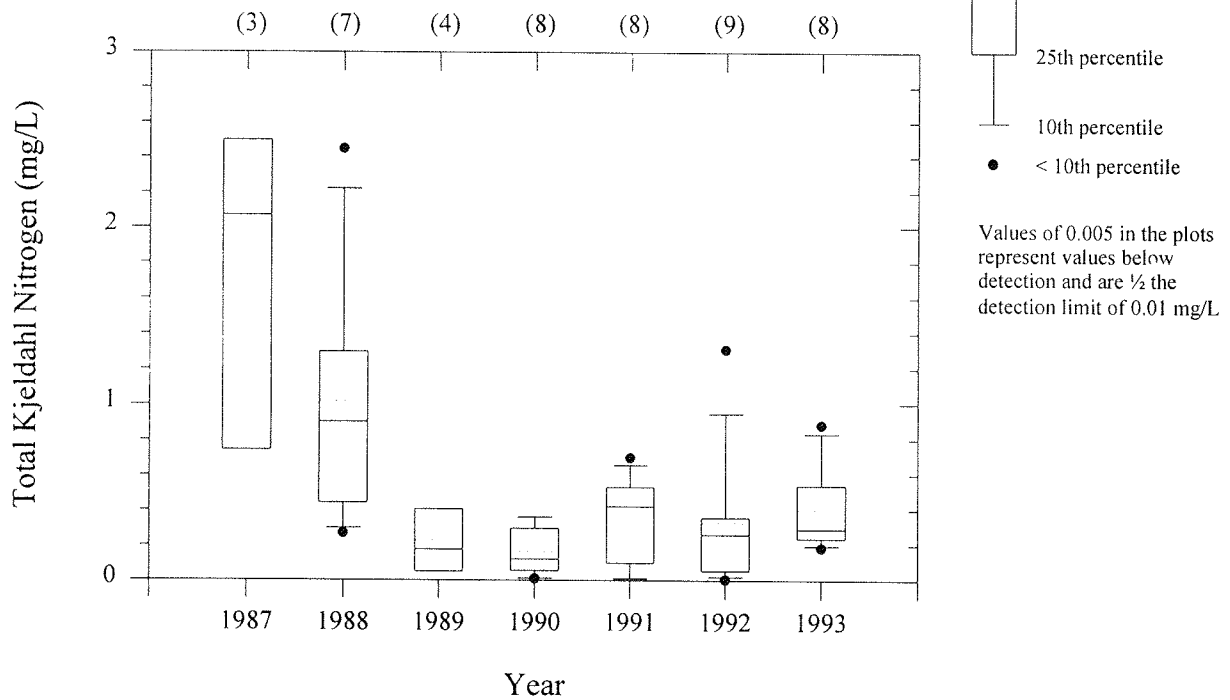 (3) (7) (4) (8) (8) (9) (8)
3
2
1
0
Total Kjeldahl Nitrogen (mg/L)
1987 1988 1989 1990 1991 1992 1993
Year
25th percentile
10th percentile
< 10th percentile
Values of 0.005 in the plots
represent values below
detection and are ½ the
detection limit of 0.01 mg/L